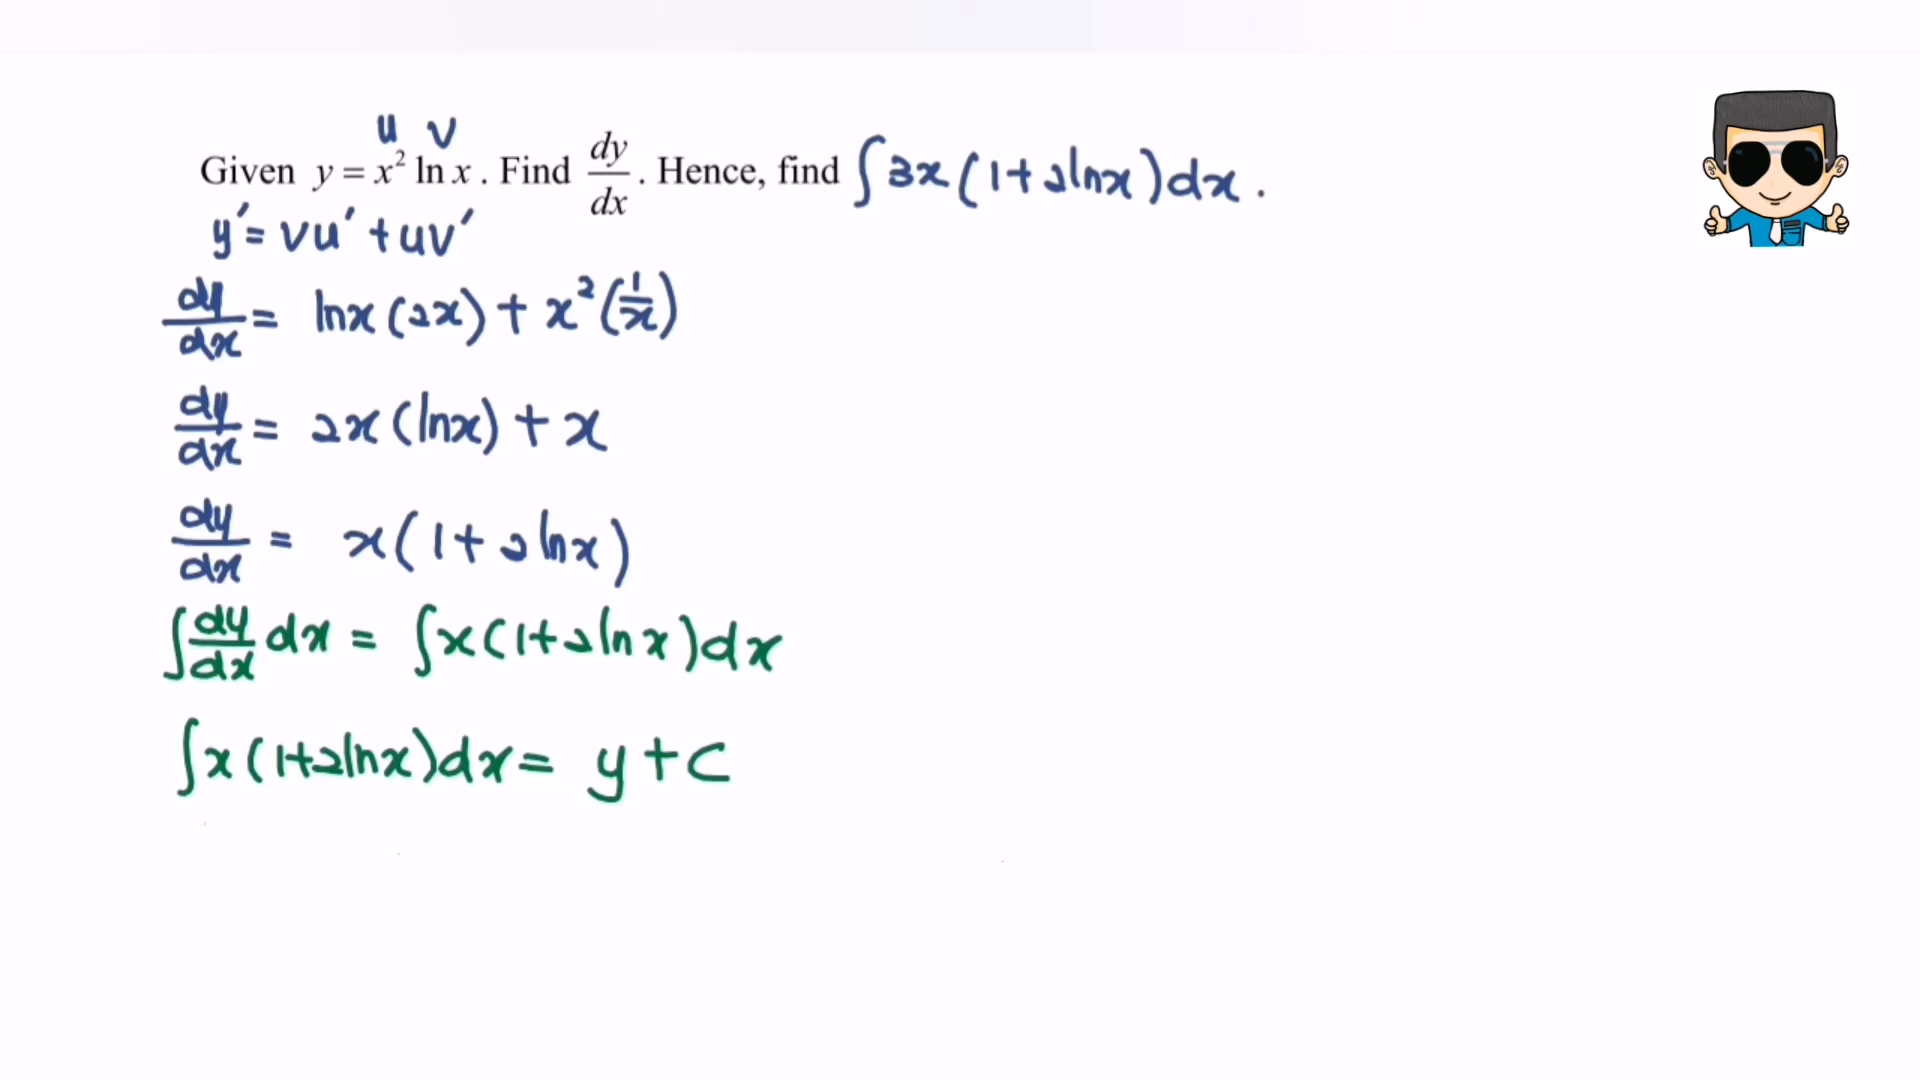 u v
Given y = x² ln x . Find dy/dx . Hence, find ∫3x(1+2lnx)dx .
y′= vu′ + uv′
dy/dx = lnx(2x) + x²(1/x)
dy/dx = 2x(lnx) + x
dy/dx = x(1+2lnx)
∫dy/dx dx = ∫x(1+2lnx)dx
∫x(1+2lnx)dx = y + c